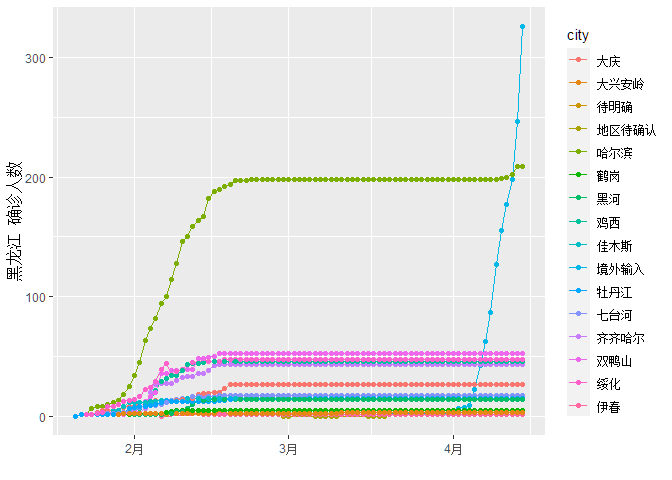 黑龙江 确诊人数
300
200
100
0
2月
3月
4月
city
大庆
大兴安岭
待明确
地区待确认
哈尔滨
鹤岗
黑河
鸡西
佳木斯
境外输入
牡丹江
七台河
齐齐哈尔
双鸭山
绥化
伊春